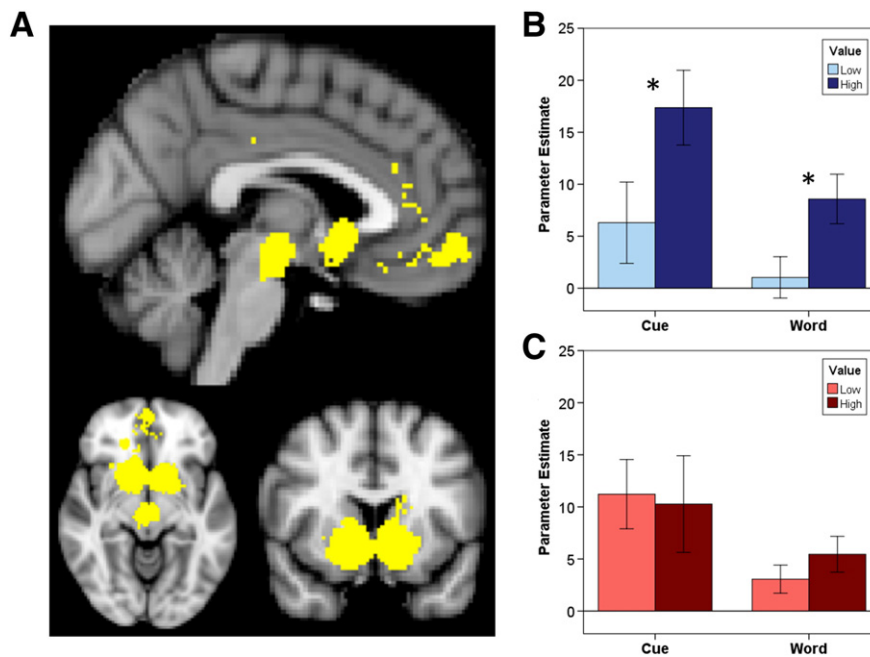 A
B
25
20
15
10
5
0
Parameter Estimate
Value
Low
High
*
*
Cue
Word
C
25
20
15
10
5
0
Parameter Estimate
Value
Low
High
Cue
Word